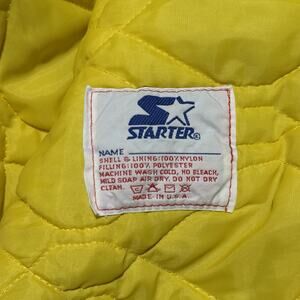 STARTER®
NAME
SHELL & LINING: 100% NYLON
FILLING: 100% POLYESTER
MACHINE WASH COLD, NO BLEACH,
MILD SOAP AIR DRY. DO NOT DRY
CLEAN.
MADE IN U.S.A.